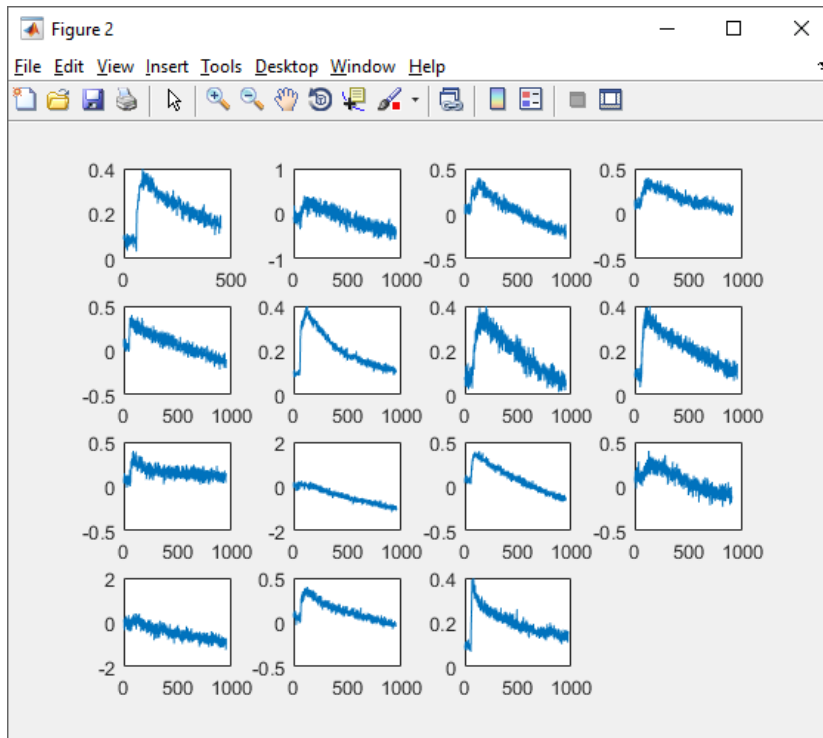 Figure 2
File Edit View Insert Tools Desktop Window Help
0.4 1 0.5 0.5
0.2 0 0 0
0 -1 -0.5 -0.5
0 500 0 500 1000 0 500 1000 0 500 1000
0.5 0.4 0.4 0.4
0 0.2 0.2 0.2
-0.5 0 0 0
0 500 1000 0 500 1000 0 500 1000 0 500 1000
0.5 2 0.5 0.5
0 0 0 0
-0.5 -2 -0.5 -0.5
0 500 1000 0 500 1000 0 500 1000 0 500 1000
2 0.5 0.4
0 0 0.2
-2 -0.5 0
0 500 1000 0 500 1000 0 500 1000